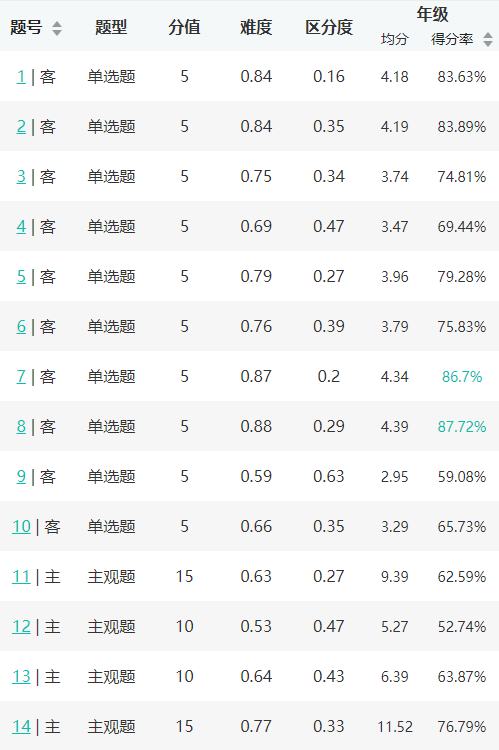 题号 题型 分值 难度 区分度 年级
均分 得分率
1 | 客 单选题 5 0.84 0.16 4.18 83.63%
2 | 客 单选题 5 0.84 0.35 4.19 83.89%
3 | 客 单选题 5 0.75 0.34 3.74 74.81%
4 | 客 单选题 5 0.69 0.47 3.47 69.44%
5 | 客 单选题 5 0.79 0.27 3.96 79.28%
6 | 客 单选题 5 0.76 0.39 3.79 75.83%
7 | 客 单选题 5 0.87 0.2 4.34 86.7%
8 | 客 单选题 5 0.88 0.29 4.39 87.72%
9 | 客 单选题 5 0.59 0.63 2.95 59.08%
10 | 客 单选题 5 0.66 0.35 3.29 65.73%
11 | 主 主观题 15 0.63 0.27 9.39 62.59%
12 | 主 主观题 10 0.53 0.47 5.27 52.74%
13 | 主 主观题 10 0.64 0.43 6.39 63.87%
14 | 主 主观题 15 0.77 0.33 11.52 76.79%